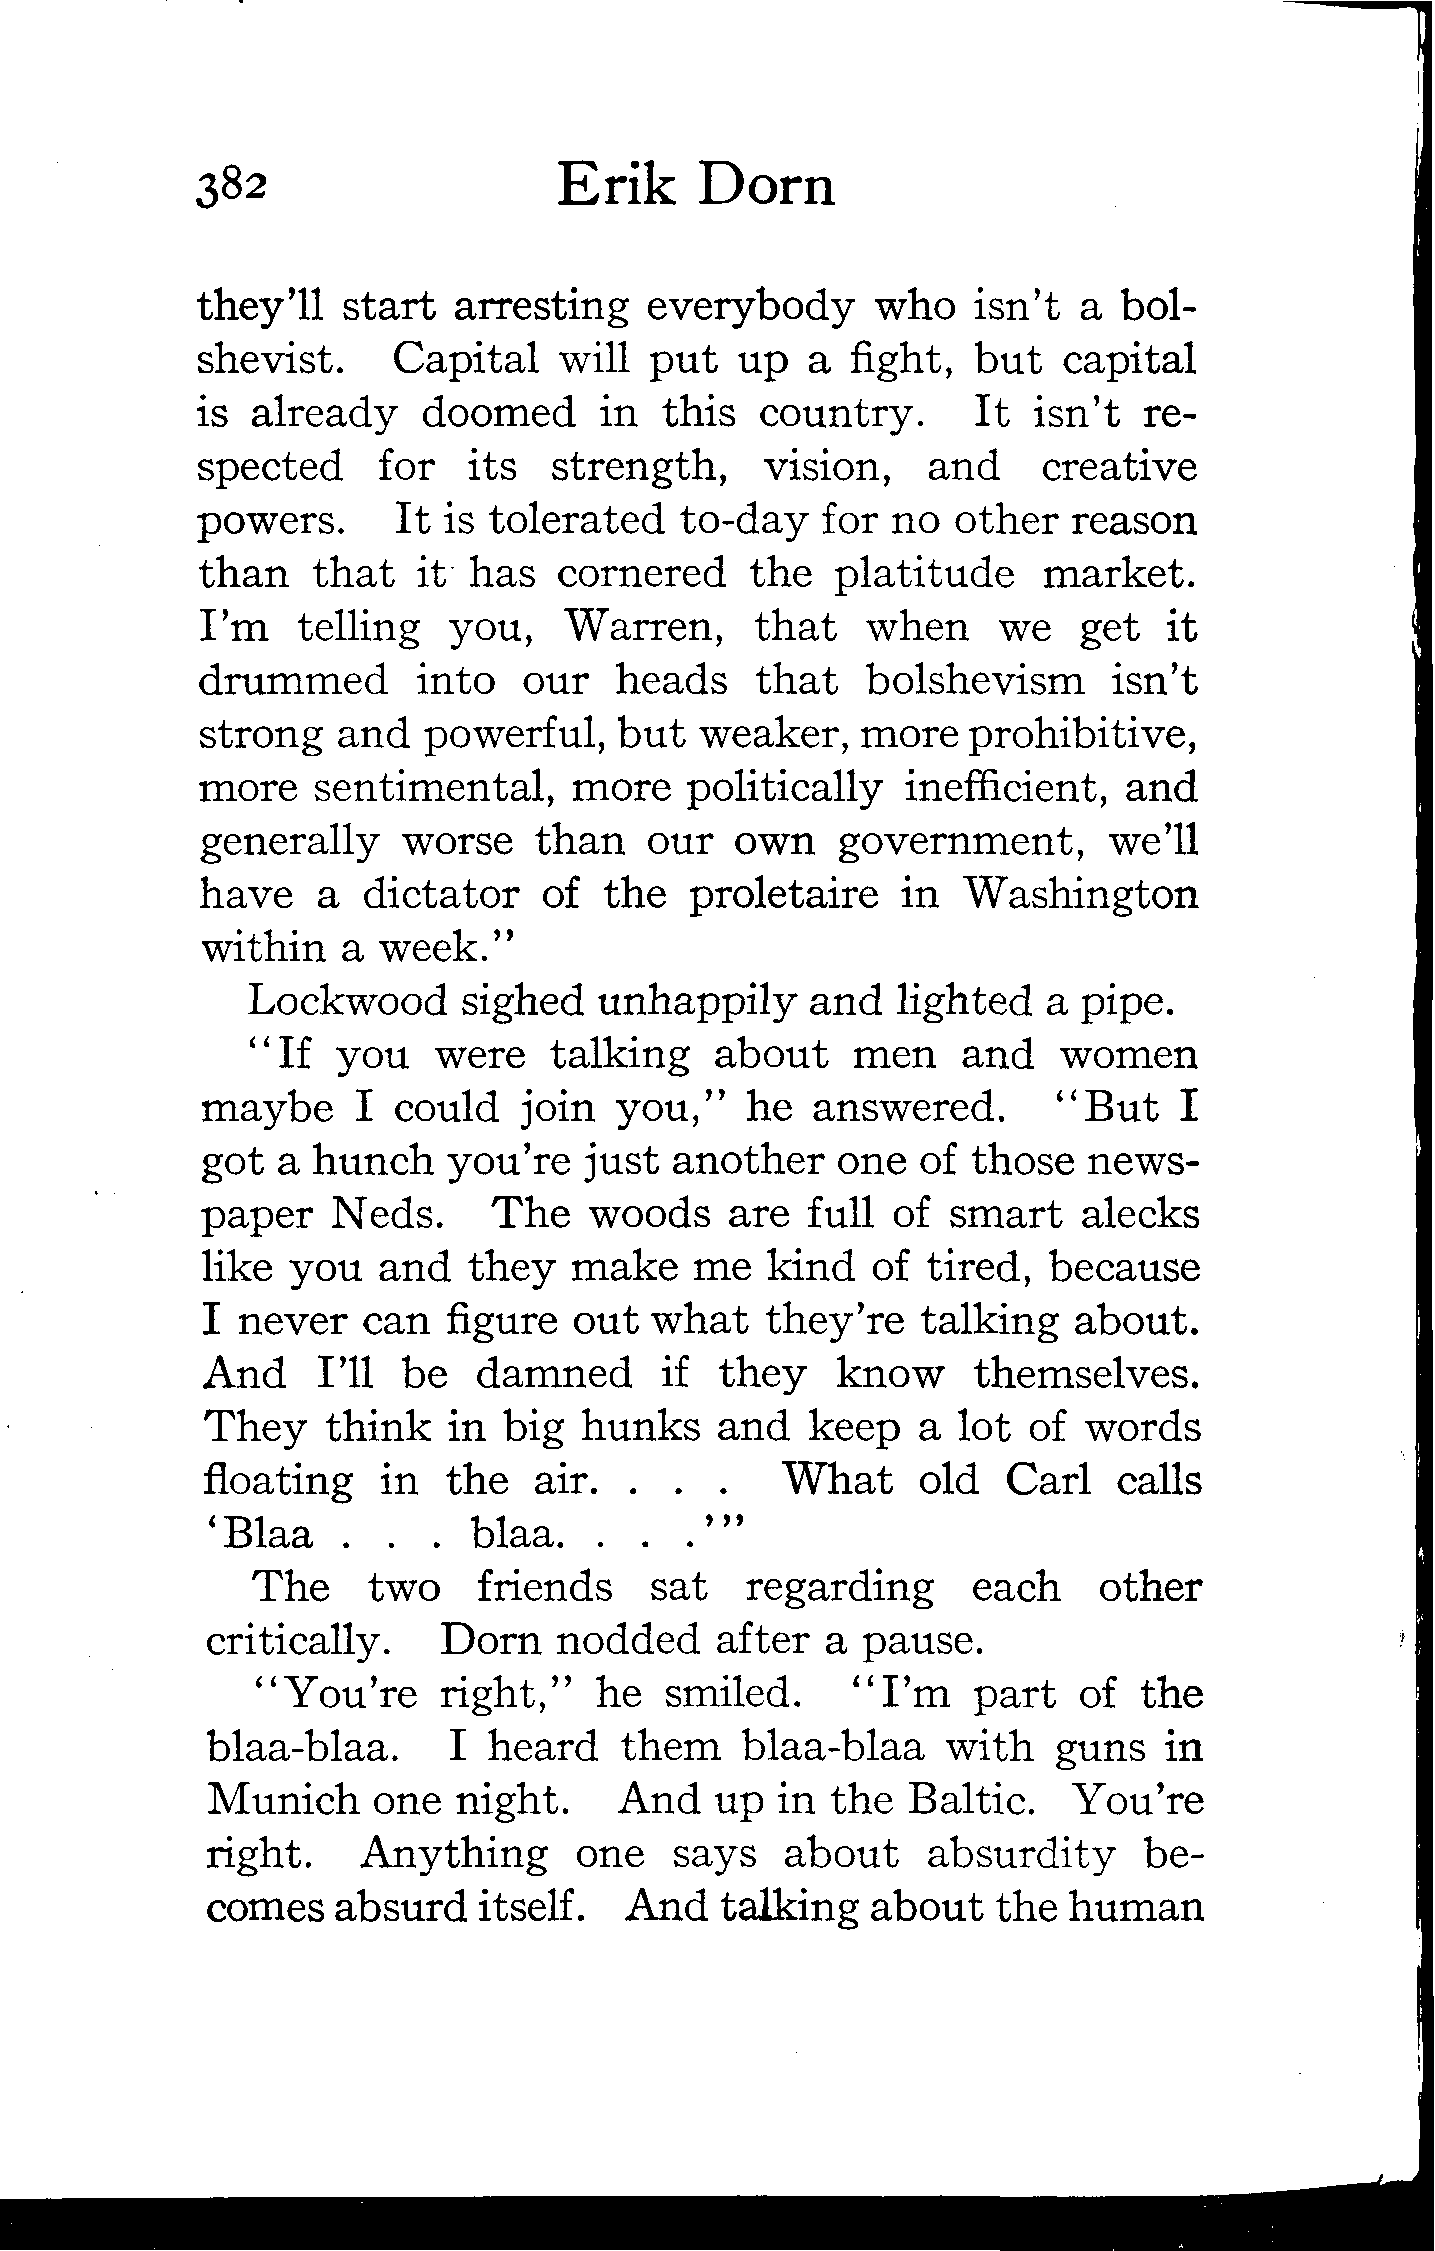 382 Erik Dorn
they'll start arresting everybody who isn't a bol-
shevist. Capital will put up a fight, but capital
is already doomed in this country. It isn't re-
spected for its strength, vision, and creative
powers. It is tolerated to-day for no other reason
than that it has cornered the platitude market.
I'm telling you, Warren, that when we get it
drummed into our heads that bolshevism isn't
strong and powerful, but weaker, more prohibitive,
more sentimental, more politically inefficient, and
generally worse than our own government, we'll
have a dictator of the proletaire in Washington
within a week."
Lockwood sighed unhappily and lighted a pipe.
"If you were talking about men and women
maybe I could join you," he answered. "But I
got a hunch you're just another one of those news-
paper Neds. The woods are full of smart alecks
like you and they make me kind of tired, because
I never can figure out what they're talking about.
And I'll be damned if they know themselves.
They think in big hunks and keep a lot of words
floating in the air. . . . What old Carl calls
'Blaa . . . blaa. . . .'"
The two friends sat regarding each other
critically. Dorn nodded after a pause.
"You're right," he smiled. "I'm part of the
blaa-blaa. I heard them blaa-blaa with guns in
Munich one night. And up in the Baltic. You're
right. Anything one says about absurdity be-
comes absurd itself. And talking about the human